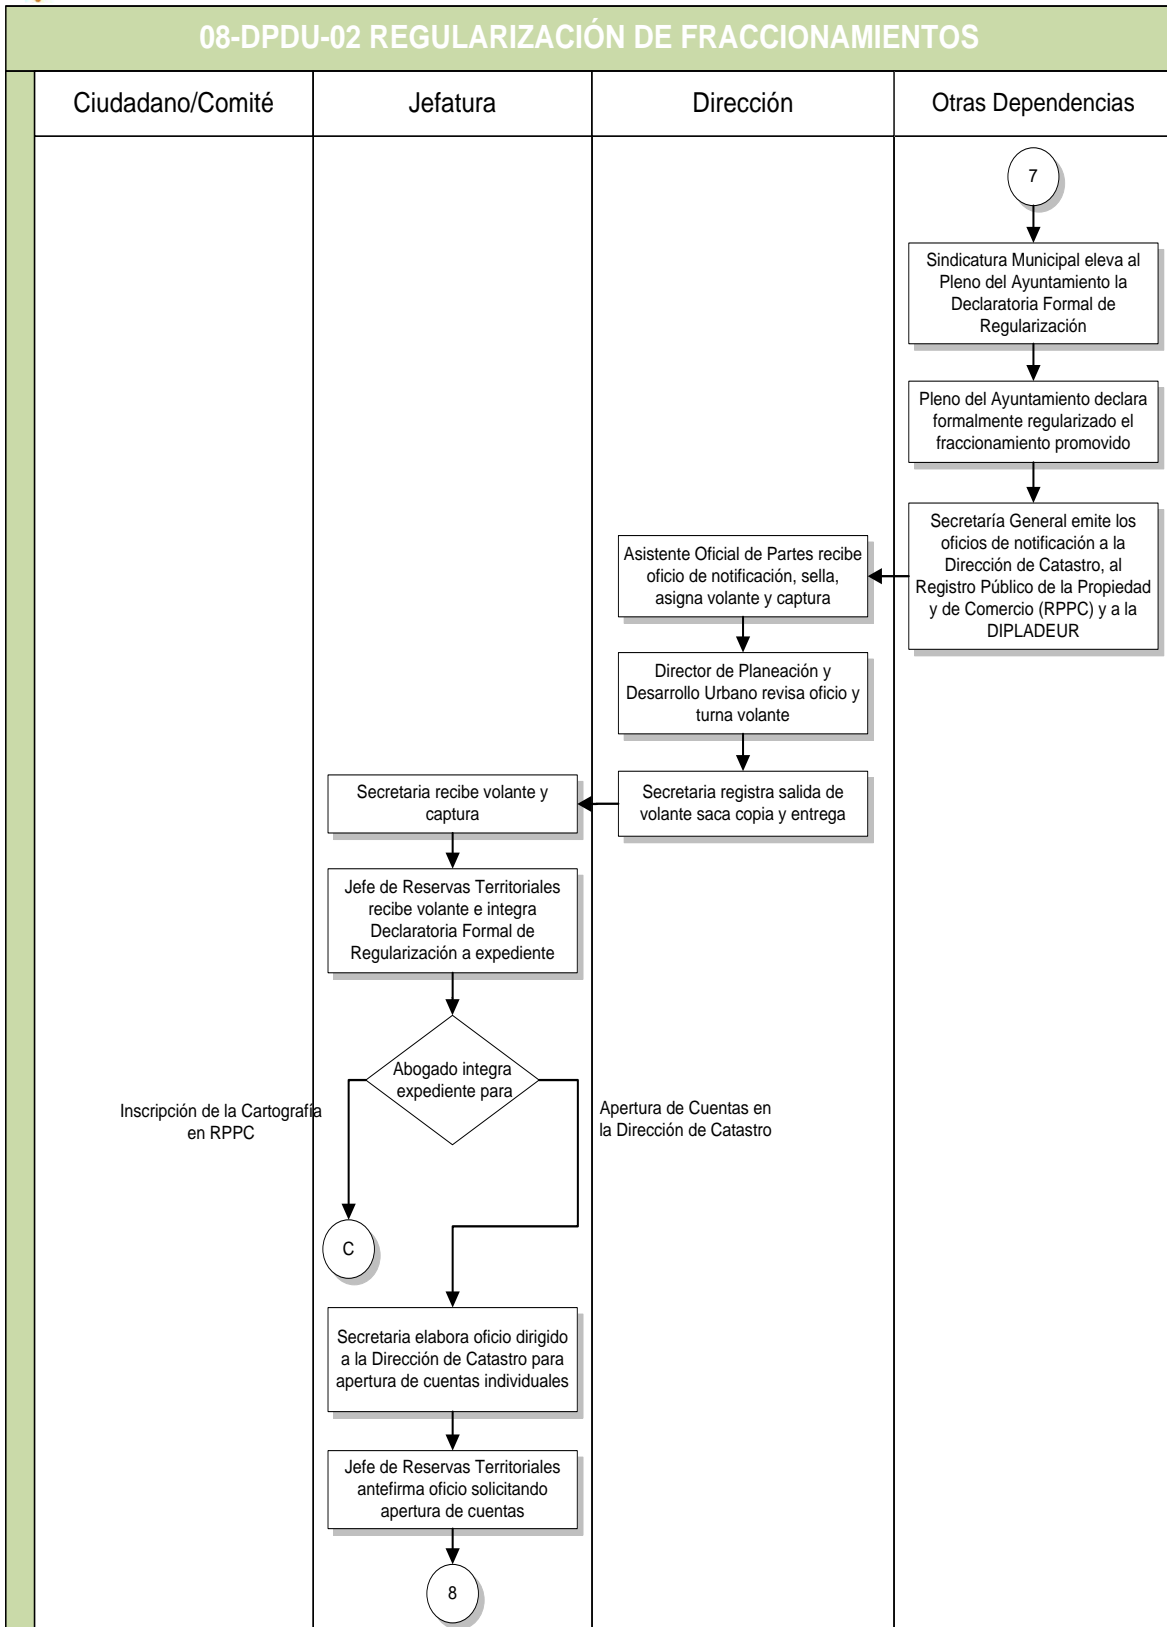 08-DPDU-02 REGULARIZACIÓN DE FRACCIONAMIENTOS
Ciudadano/Comité
Jefatura
Dirección
Otras Dependencias
7
Sindicatura Municipal eleva al
Pleno del Ayuntamiento la
Declaratoria Formal de
Regularización
Pleno del Ayuntamiento declara
formalmente regularizado el
fraccionamiento promovido
Secretaría General emite los
oficios de notificación a la
Dirección de Catastro, al
Registro Público de la Propiedad
y de Comercio (RPPC) y a la
DIPLADEUR
Asistente Oficial de Partes recibe
oficio de notificación, sella,
asigna volante y captura
Director de Planeación y
Desarrollo Urbano revisa oficio y
turna volante
Secretaria registra salida de
volante saca copia y entrega
Secretaria recibe volante y
captura
Jefe de Reservas Territoriales
recibe volante e integra
Declaratoria Formal de
Regularización a expediente
Abogado integra
expediente para
Inscripción de la Cartografía
en RPPC
Apertura de Cuentas en
la Dirección de Catastro
C
Secretaria elabora oficio dirigido
a la Dirección de Catastro para
apertura de cuentas individuales
Jefe de Reservas Territoriales
antefirma oficio solicitando
apertura de cuentas
8